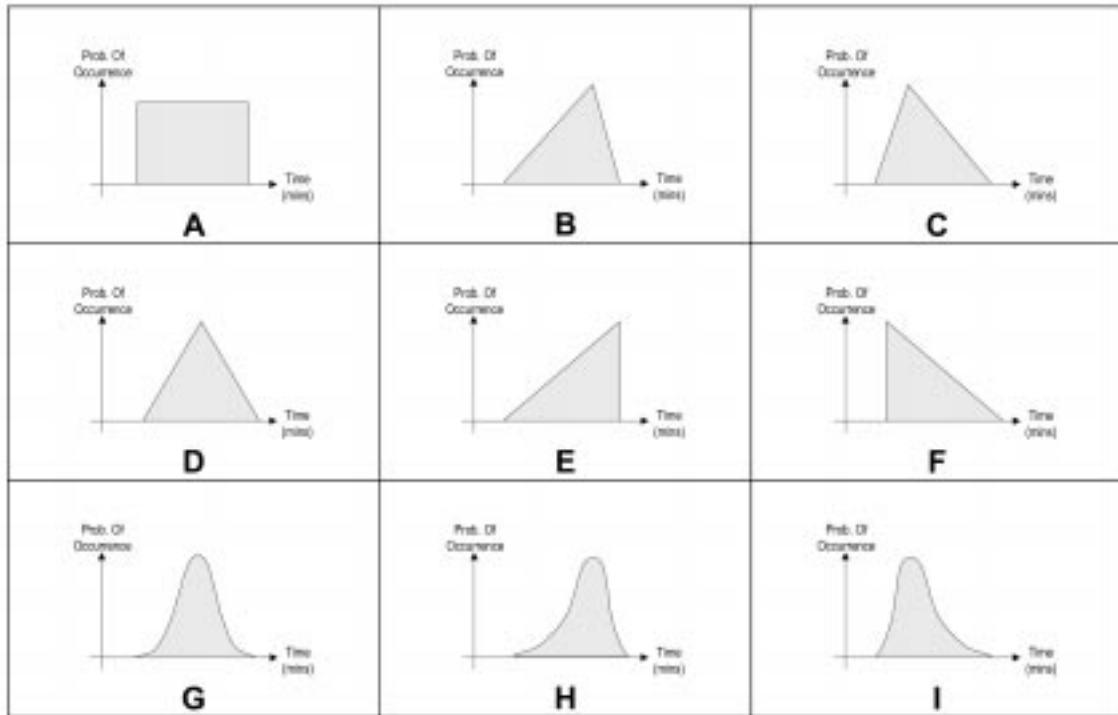 Prob. Of
Occurrence
Time
(mins)
A
Prob. Of
Occurrence
Time
(mins)
B
Prob. Of
Occurrence
Time
(mins)
C
Prob. Of
Occurrence
Time
(mins)
D
Prob. Of
Occurrence
Time
(mins)
E
Prob. Of
Occurrence
Time
(mins)
F
Prob. Of
Occurrence
Time
(mins)
G
Prob. Of
Occurrence
Time
(mins)
H
Prob. Of
Occurrence
Time
(mins)
I